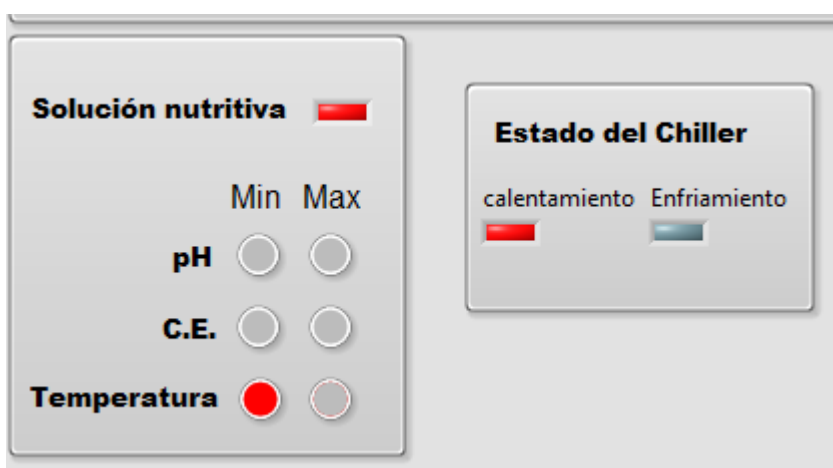 Solución nutritiva
Min Max
pH
C.E.
Temperatura
Estado del Chiller
calentamiento Enfriamiento